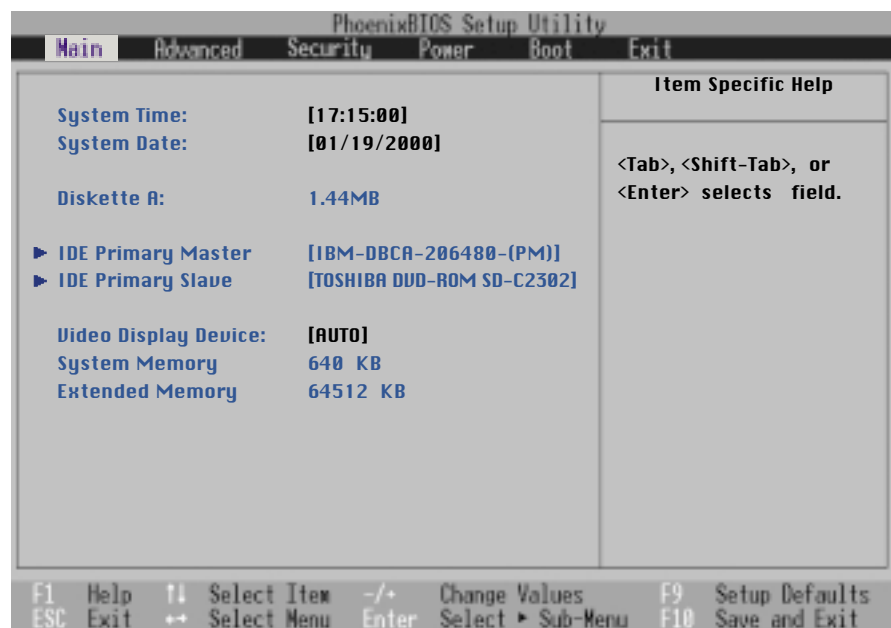 PhoenixBIOS Setup Utility
Main Advanced Security Power Boot Exit
Item Specific Help
System Time: [17:15:00]
System Date: [01/19/2000]
<Tab>, <Shift-Tab>, or
<Enter> selects field.
Diskette A: 1.44MB
► IDE Primary Master [IBM-DBCA-206480-(PM)]
► IDE Primary Slave [TOSHIBA DVD-ROM SD-C2302]
Video Display Device: [AUTO]
System Memory 640 KB
Extended Memory 64512 KB
F1 Help ↑↓ Select Item -/+ Change Values F9 Setup Defaults
ESC Exit ←→ Select Menu Enter Select ► Sub-Menu F10 Save and Exit